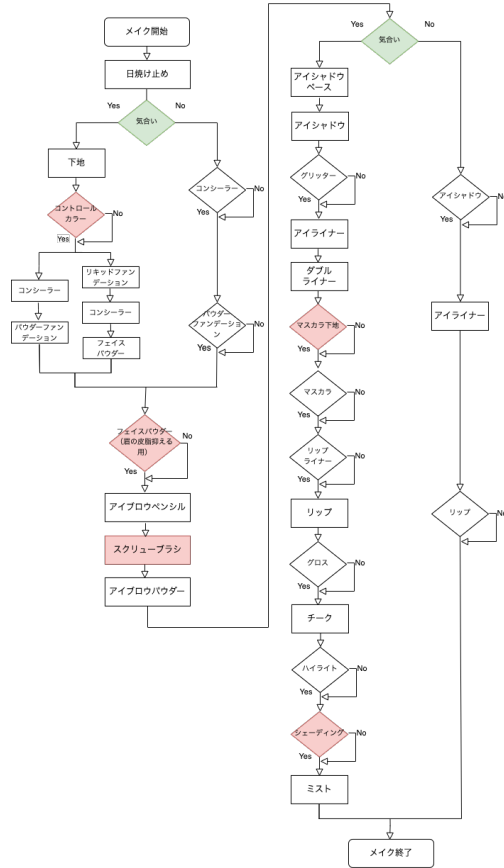 メイク開始
日焼け止め
Yes
No
気合い
下地
コントロール
カラー
No
Yes
コンシーラー
パウダーファン
デーション
リキッドファン
デーション
コンシーラー
フェイス
パウダー
コンシーラー
No
Yes
パウダー
ファンデーショ
ン
No
Yes
フェイスパウダー
(眉の皮脂抑える
用)
No
Yes
アイブロウペンシル
スクリューブラシ
アイブロウパウダー
Yes
No
気合い
アイシャドウ
ベース
アイシャドウ
グリッター
No
Yes
アイライナー
ダブル
ライナー
マスカラ下地
No
Yes
マスカラ
No
Yes
リップ
ライナー
No
Yes
リップ
グロス
No
Yes
チーク
ハイライト
No
Yes
シェーディング
No
Yes
ミスト
アイシャドウ
No
Yes
アイライナー
リップ
No
Yes
メイク終了